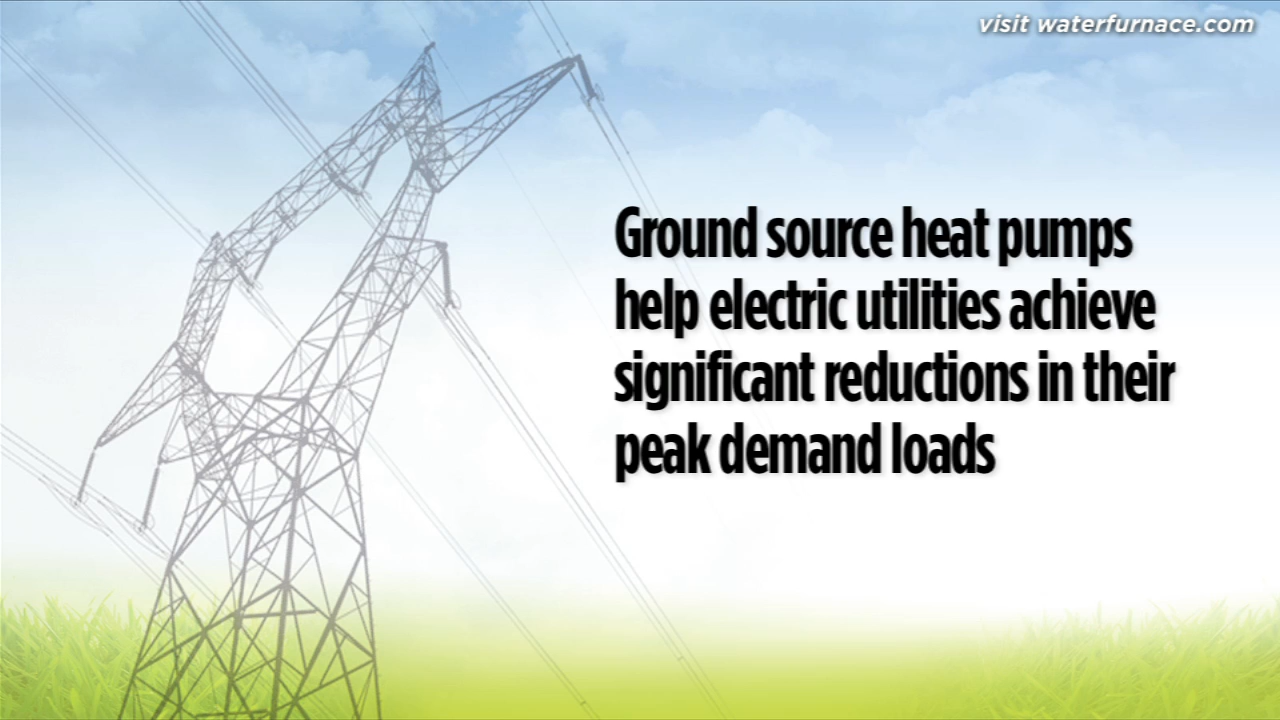 visit waterfurnace.com
Ground source heat pumps
help electric utilities achieve
significant reductions in their
peak demand loads